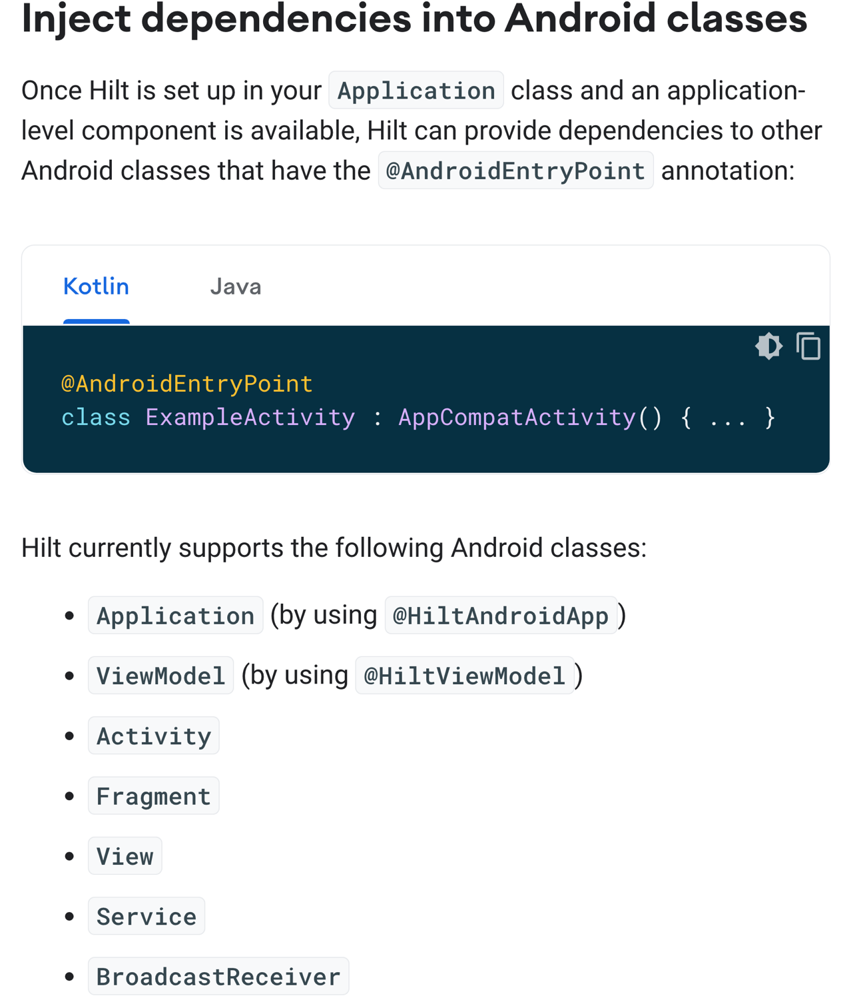 Inject dependencies into Android classes
Once Hilt is set up in your Application class and an application-
level component is available, Hilt can provide dependencies to other
Android classes that have the @AndroidEntryPoint annotation:
Kotlin Java
@AndroidEntryPoint
class ExampleActivity : AppCompatActivity() { ... }
Hilt currently supports the following Android classes:
• Application (by using @HiltAndroidApp)
• ViewModel (by using @HiltViewModel)
• Activity
• Fragment
• View
• Service
• BroadcastReceiver